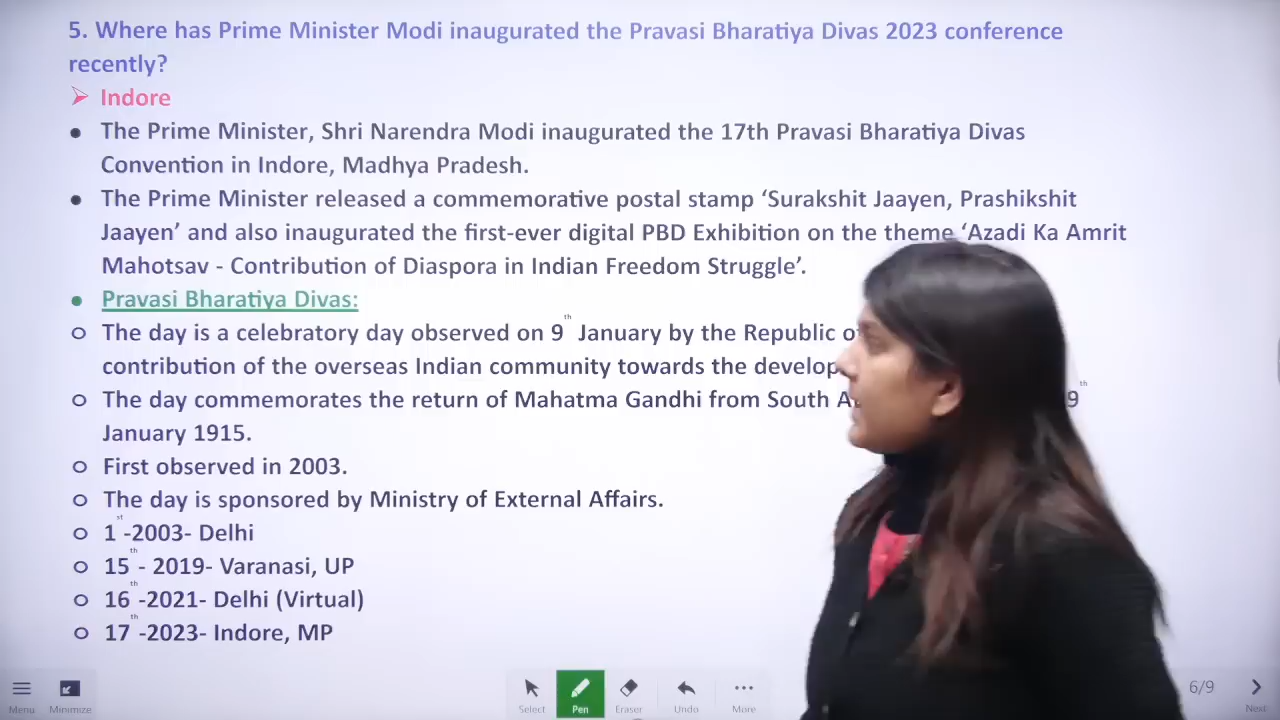 5. Where has Prime Minister Modi inaugurated the Pravasi Bharatiya Divas 2023 conference
recently?
➢ Indore
• The Prime Minister, Shri Narendra Modi inaugurated the 17th Pravasi Bharatiya Divas
Convention in Indore, Madhya Pradesh.
• The Prime Minister released a commemorative postal stamp ‘Surakshit Jaayen, Prashikshit
Jaayen’ and also inaugurated the first-ever digital PBD Exhibition on the theme ‘Azadi Ka Amrit
Mahotsav - Contribution of Diaspora in Indian Freedom Struggle’.
• Pravasi Bharatiya Divas:
o The day is a celebratory day observed on 9th January by the Republic
contribution of the overseas Indian community towards the
o The day commemorates the return of Mahatma Gandhi from South 9th
January 1915.
o First observed in 2003.
o The day is sponsored by Ministry of External Affairs.
o 1st-2003- Delhi
o 15th- 2019- Varanasi, UP
o 16th-2021- Delhi (Virtual)
o 17th-2023- Indore, MP
Menu Minimize Select Pen Eraser Undo More 6/9 Next